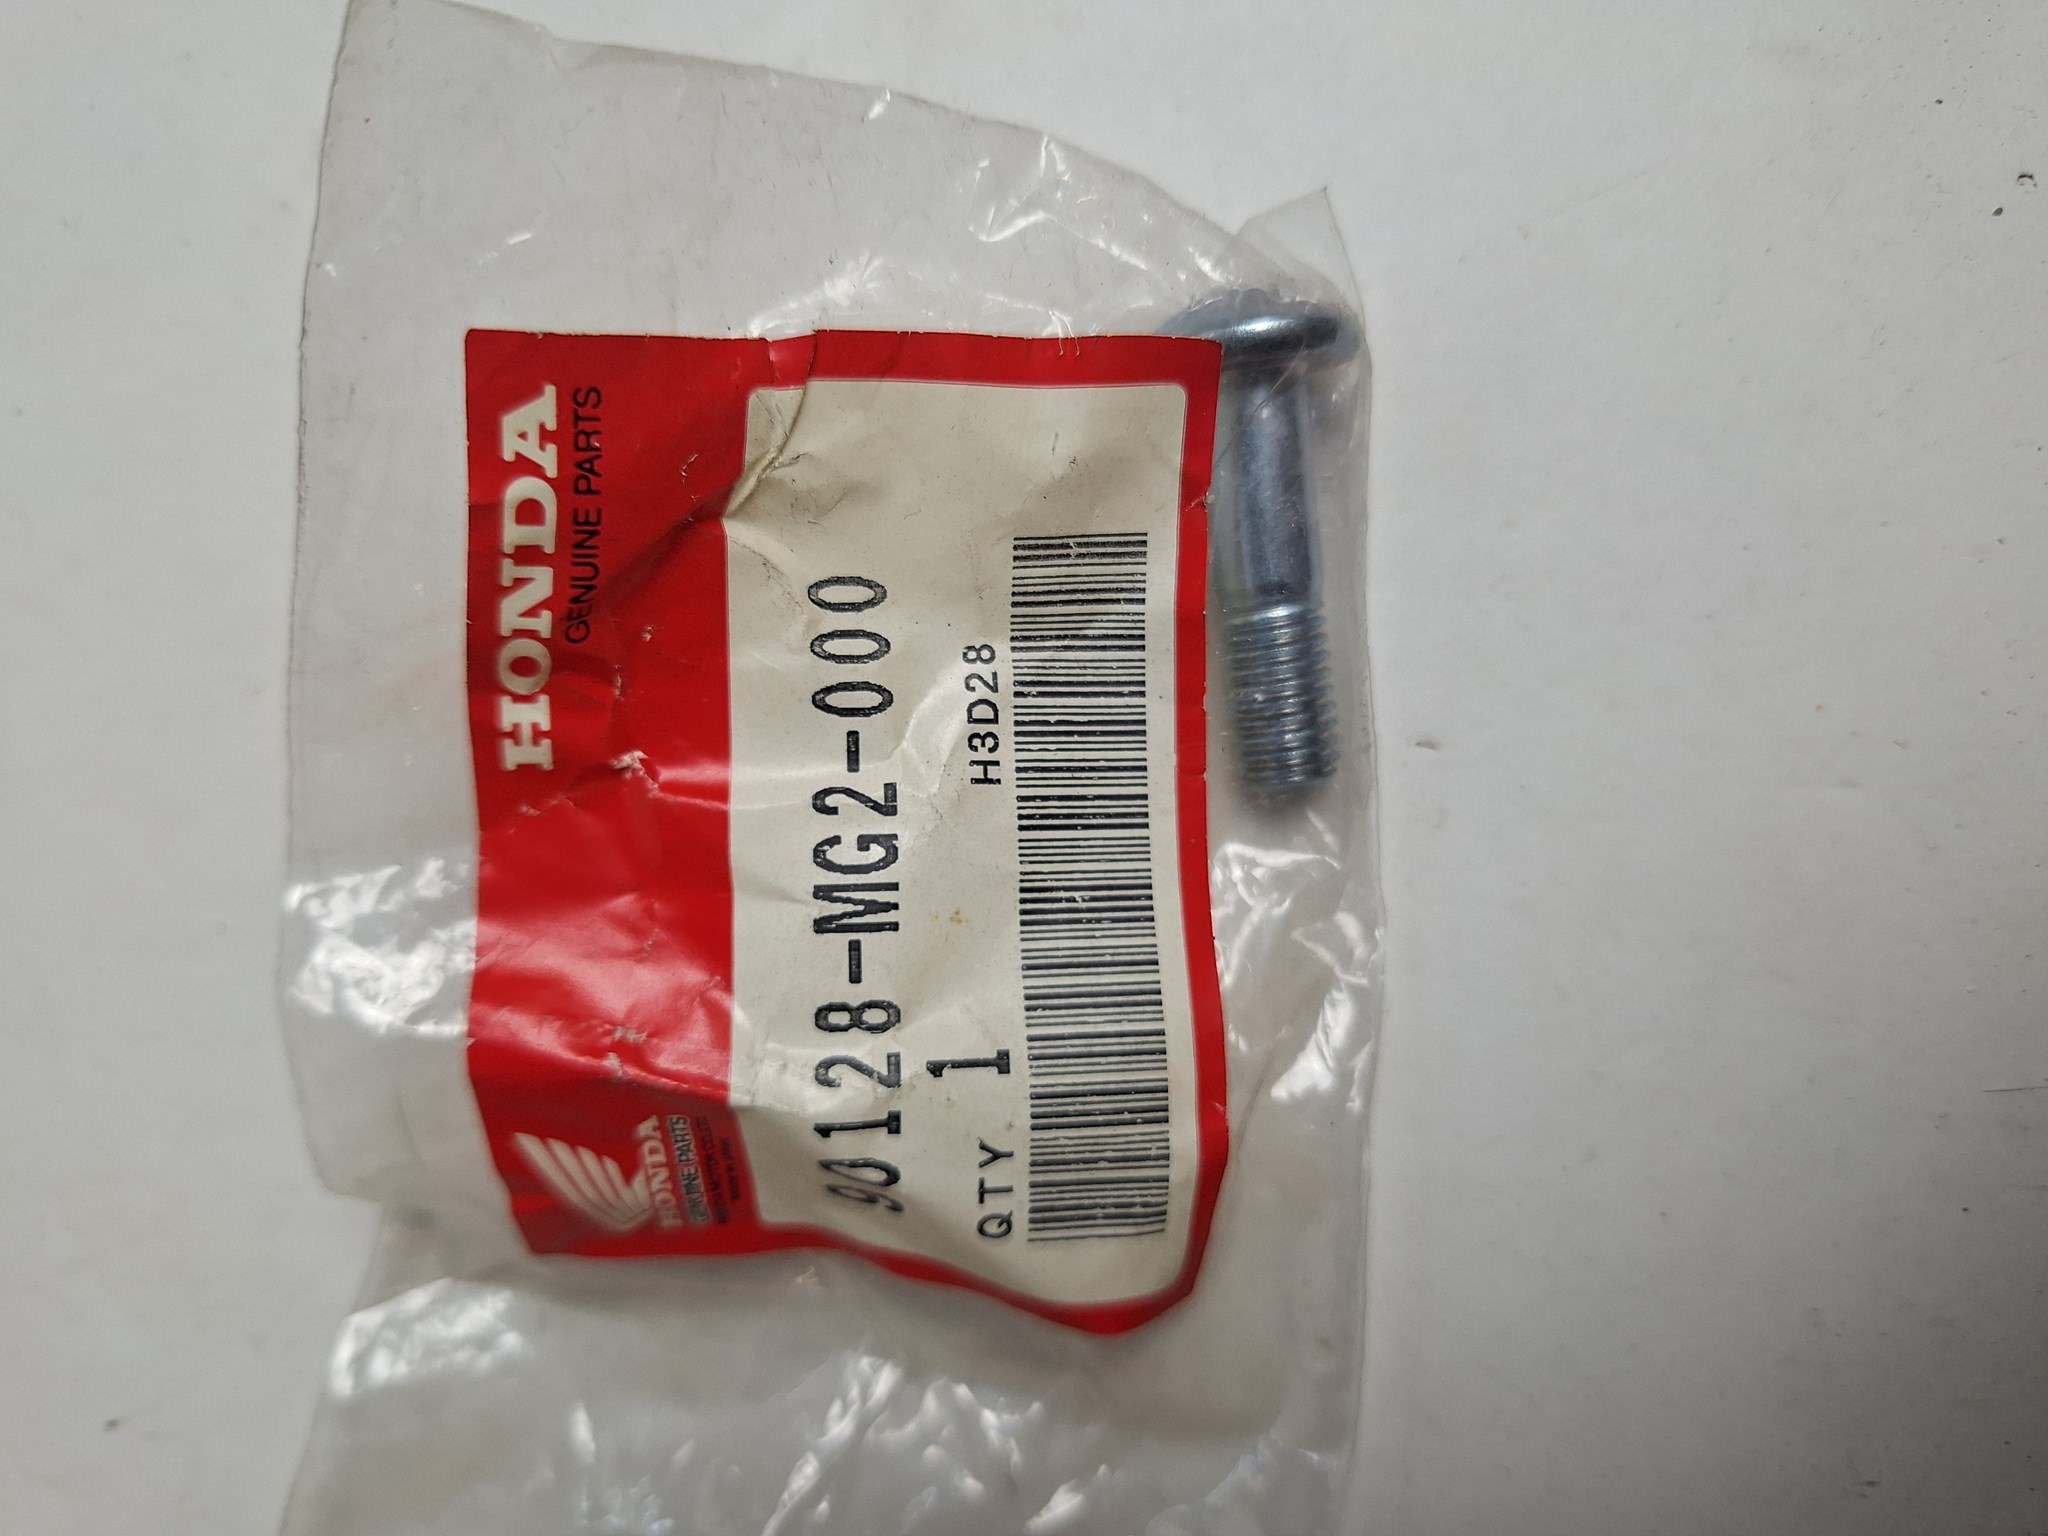 HONDA
GENUINE PARTS
HONDA
GENUINE PARTS
90128-MG2-000
QTY 1
H3D28